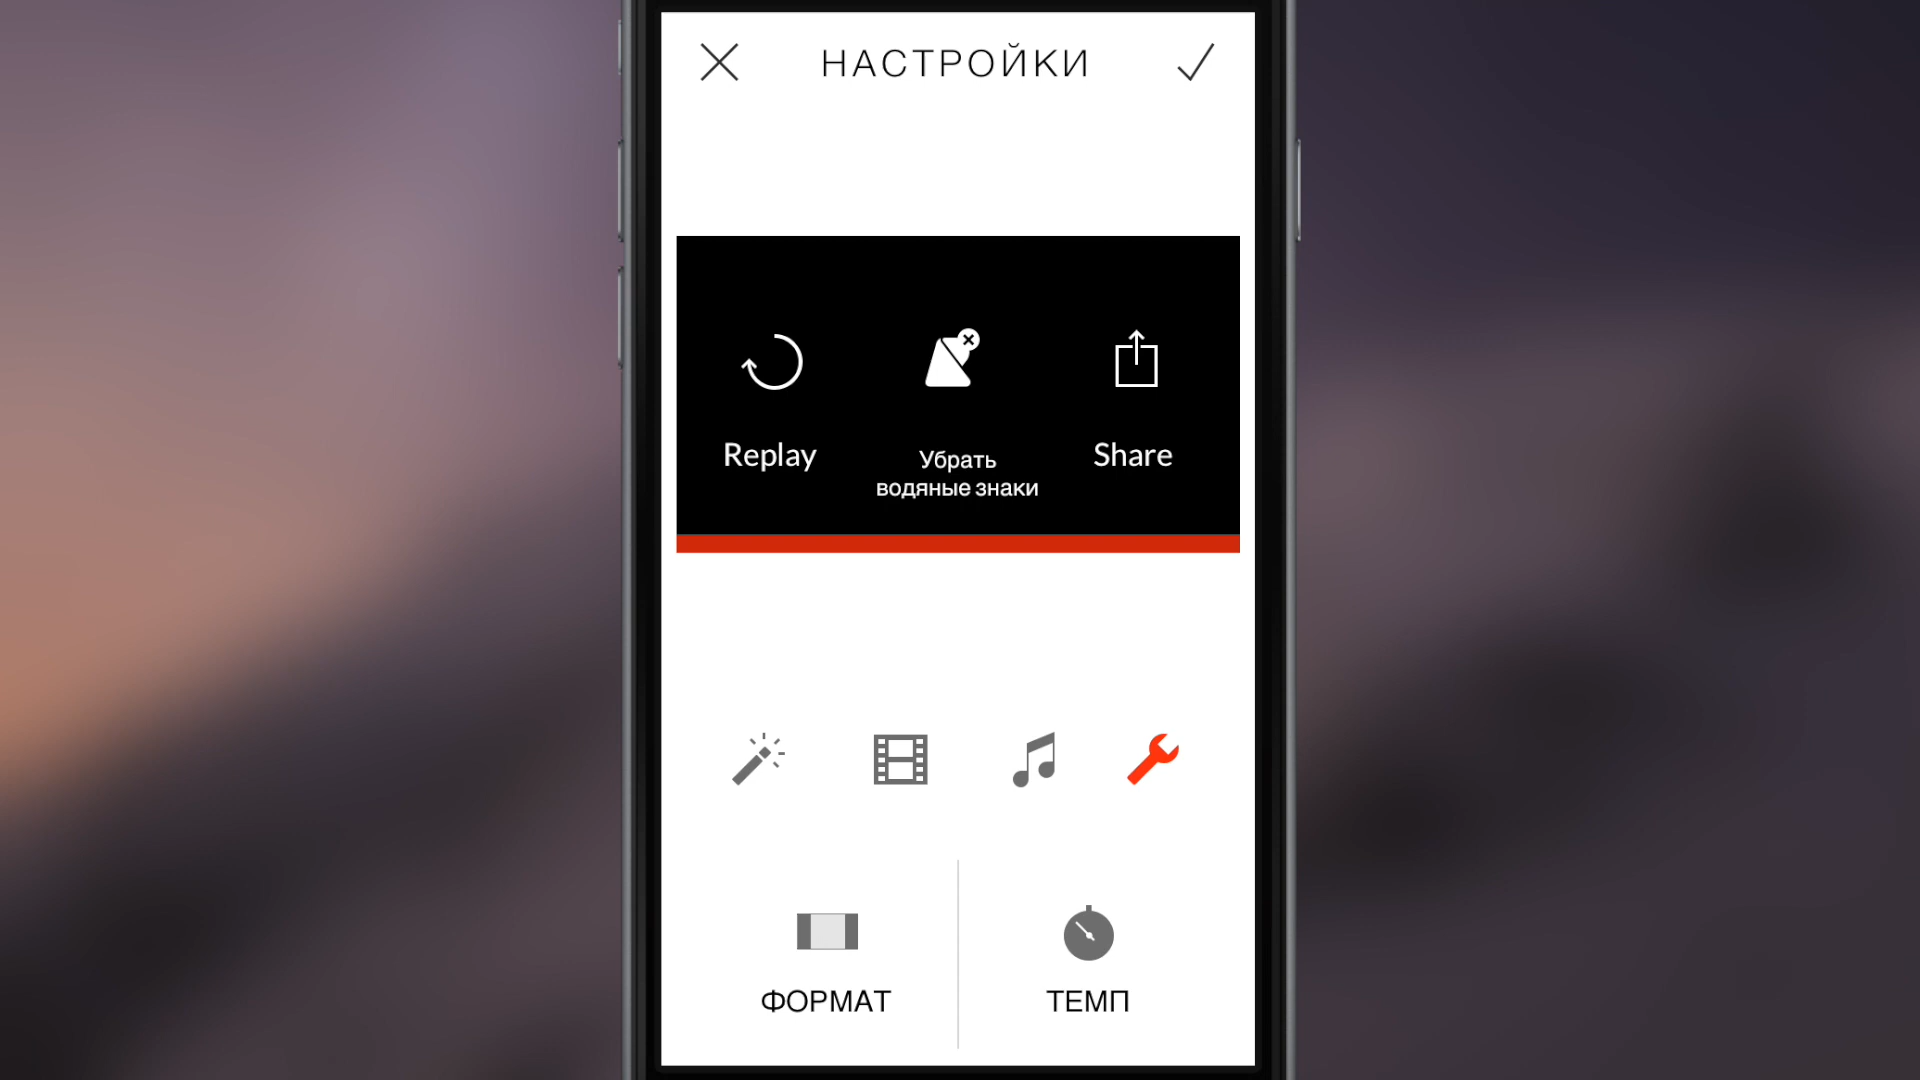 НАСТРОЙКИ
Replay
Убрать
водяные знаки
Share
ФОРМАТ
ТЕМП